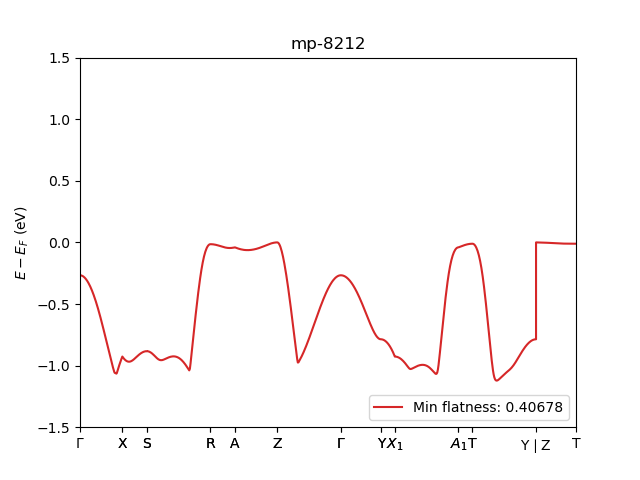 mp-8212
1.5
1.0
0.5
0.0
−0.5
−1.0
−1.5
E − E_F (eV)
Min flatness: 0.40678
Γ X S R A Z Γ Y X₁ A₁ T Y | Z T